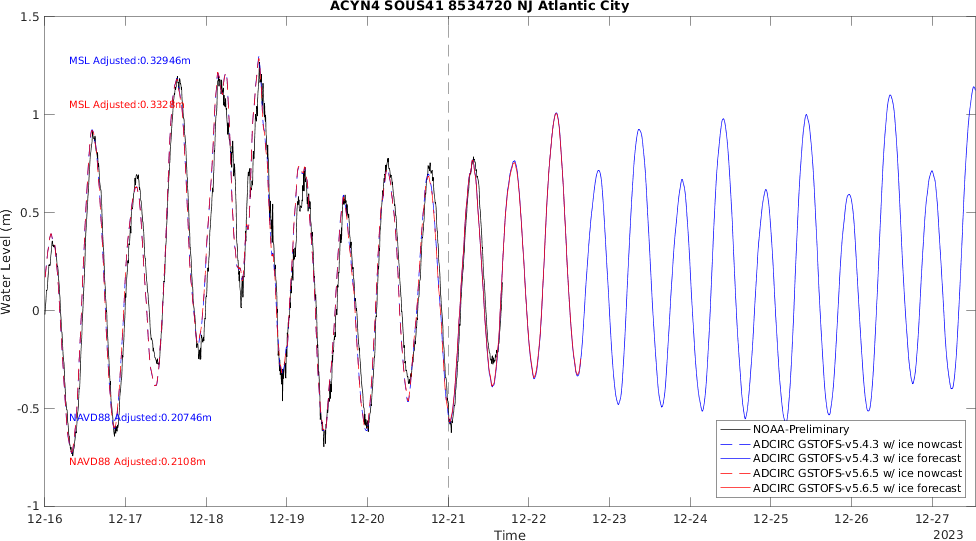 ACYN4 SOUS41 8534720 NJ Atlantic City
1.5
1
0.5
0
-0.5
-1
Water Level (m)
MSL Adjusted:0.32946m
MSL Adjusted:0.3328m
NAVD88 Adjusted:0.20746m
NAVD88 Adjusted:0.2108m
NOAA-Preliminary
ADCIRC GSTOFS-v5.4.3 w/ ice nowcast
ADCIRC GSTOFS-v5.4.3 w/ ice forecast
ADCIRC GSTOFS-v5.6.5 w/ ice nowcast
ADCIRC GSTOFS-v5.6.5 w/ ice forecast
12-16 12-17 12-18 12-19 12-20 12-21 12-22 12-23 12-24 12-25 12-26 12-27
Time
2023